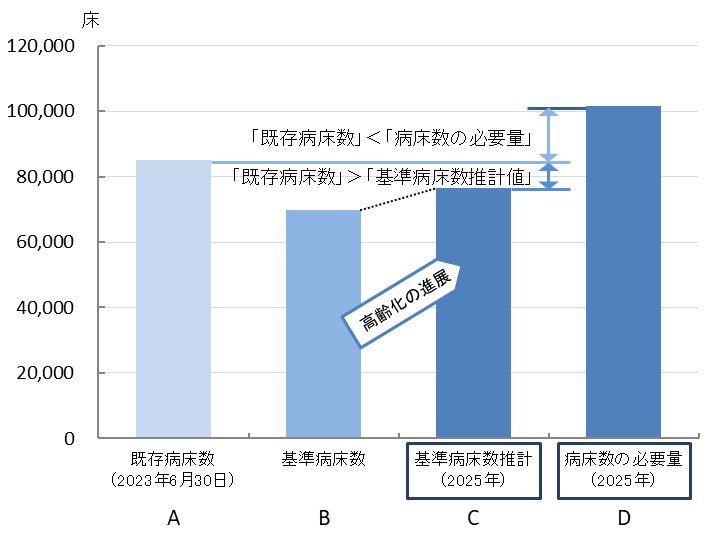 床
120,000
100,000
80,000
60,000
40,000
20,000
0
「既存病床数」＜「病床数の必要量」
「既存病床数」＞「基準病床数推計値」
高齢化の進展
既存病床数
（2023年6月30日）
基準病床数
基準病床数推計
（2025年）
病床数の必要量
（2025年）
A
B
C
D